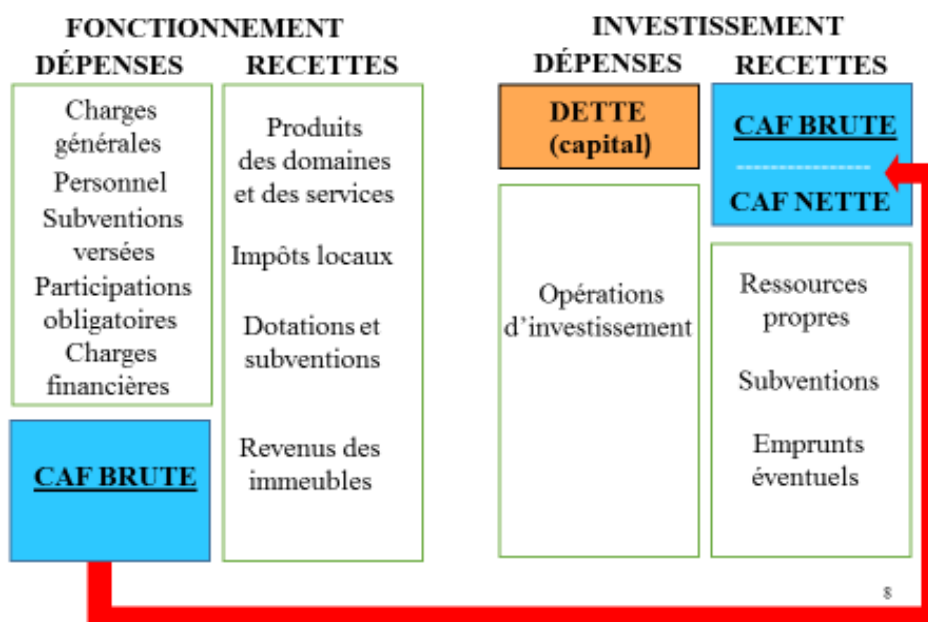 FONCTIONNEMENT
DÉPENSES
RECETTES
Charges
générales
Personnel
Subventions
versées
Participations
obligatoires
Charges
financières
CAF BRUTE
Produits
des domaines
et des services
Impôts locaux
Dotations et
subventions
Revenus des
immeubles
INVESTISSEMENT
DÉPENSES
RECETTES
DETTE
(capital)
Opérations
d'investissement
CAF BRUTE
CAF NETTE
Ressources
propres
Subventions
Emprunts
éventuels
8